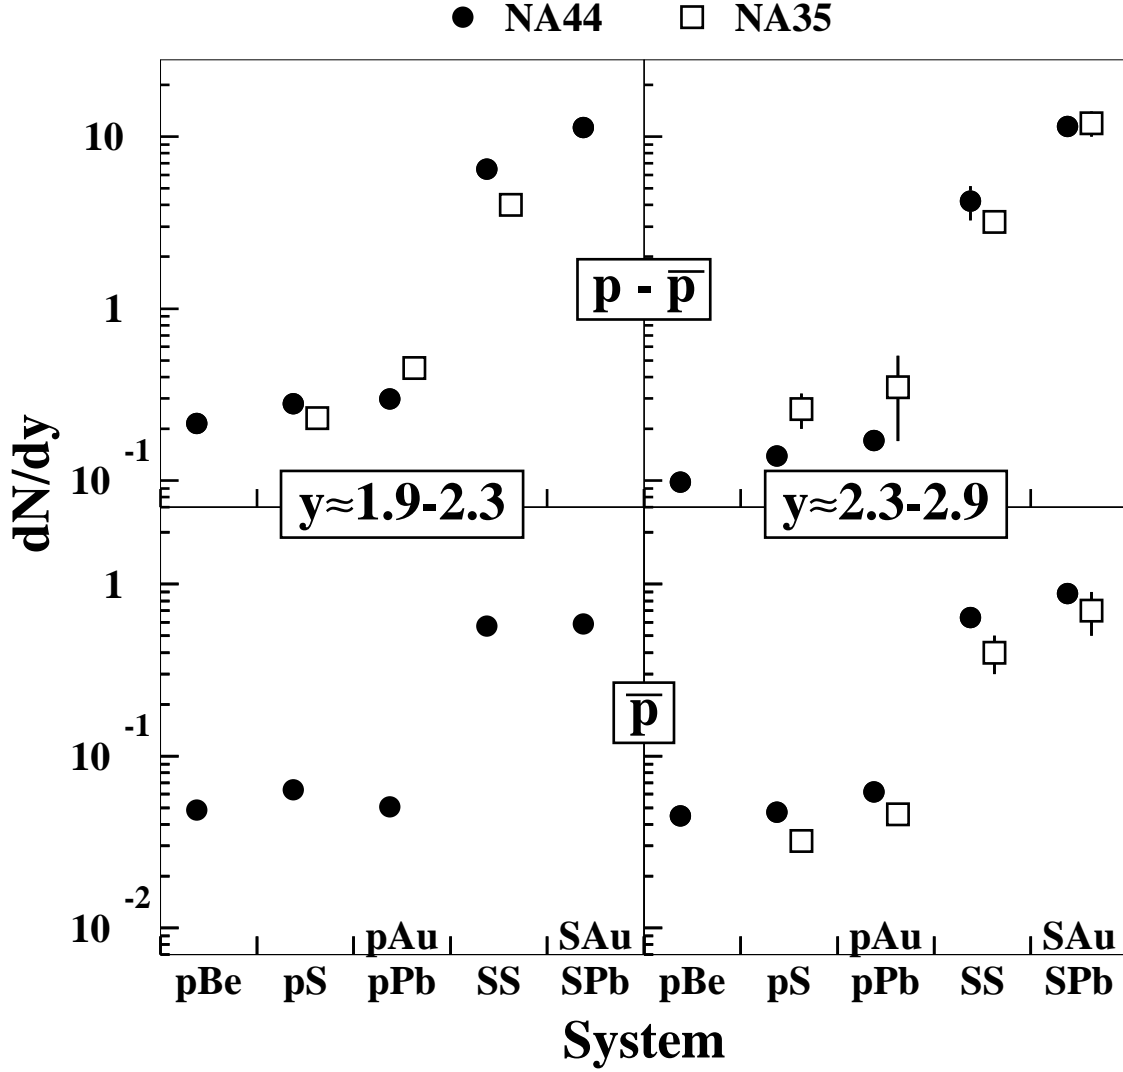 NA44 NA35
10
1
10 -1
1
10 -1
10 -2
dN/dy
p - p̅
y≈1.9-2.3 y≈2.3-2.9
p̅
pAu SAu pAu SAu
pBe pS pPb SS SPb pBe pS pPb SS SPb
System